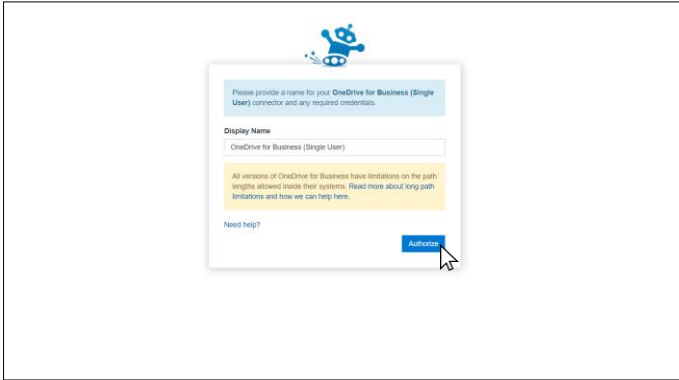 Please provide a name for your OneDrive for Business (Single
User) connector and any required credentials.
Display Name
OneDrive for Business (Single User)
All versions of OneDrive for Business have limitations on the path
lengths allowed inside their systems. Read more about long path
limitations and how we can help here.
Need help?
Authorize